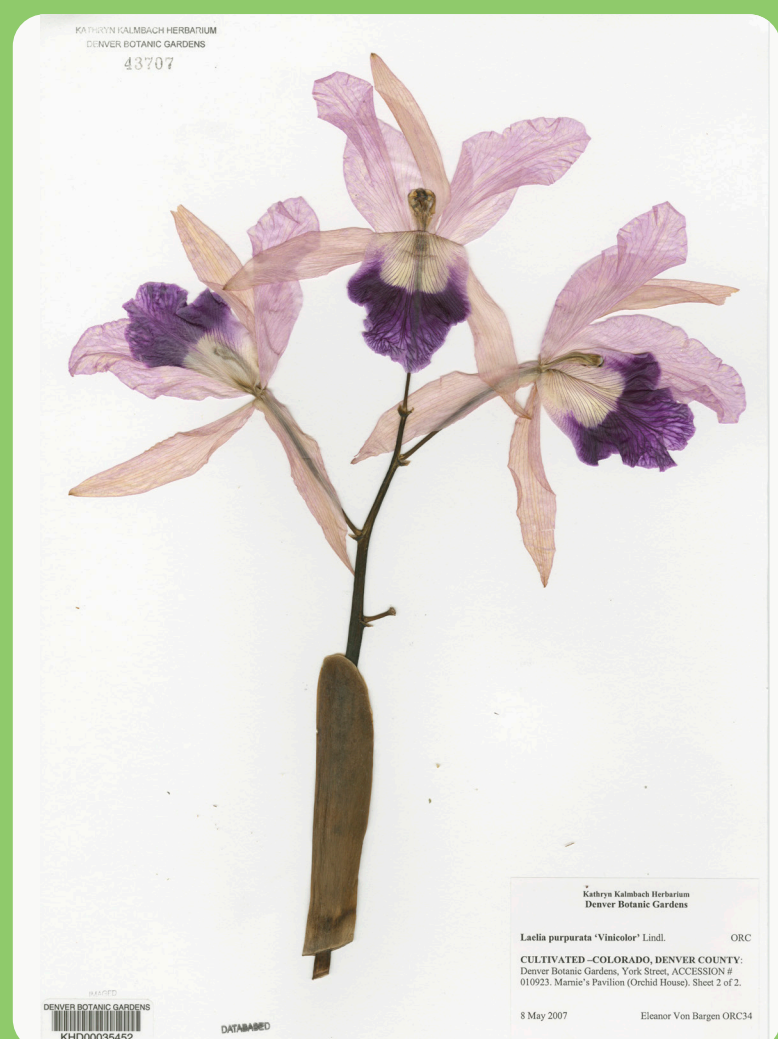 KATHRYN KALMBACH HERBARIUM
DENVER BOTANIC GARDENS
43707
Kathryn Kalmbach Herbarium
Denver Botanic Gardens
Laelia purpurata ‘Vinicolor’ Lindl. ORC
CULTIVATED –COLORADO, DENVER COUNTY:
Denver Botanic Gardens, York Street, ACCESSION #
010923. Marnie’s Pavilion (Orchid House). Sheet 2 of 2.
8 May 2007 Eleanor Von Bargen ORC34
IMAGED
DENVER BOTANIC GARDENS
KHD00035452
DATABASED